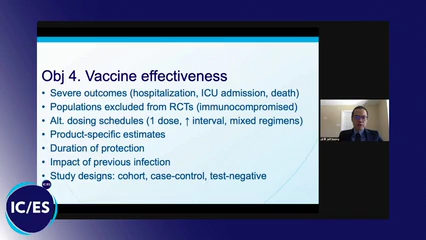 Obj 4. Vaccine effectiveness
• Severe outcomes (hospitalization, ICU admission, death)
• Populations excluded from RCTs (immunocompromised)
• Alt. dosing schedules (1 dose, ↑ interval, mixed regimens)
• Product-specific estimates
• Duration of protection
• Impact of previous infection
• Study designs: cohort, case-control, test-negative
IC/ES